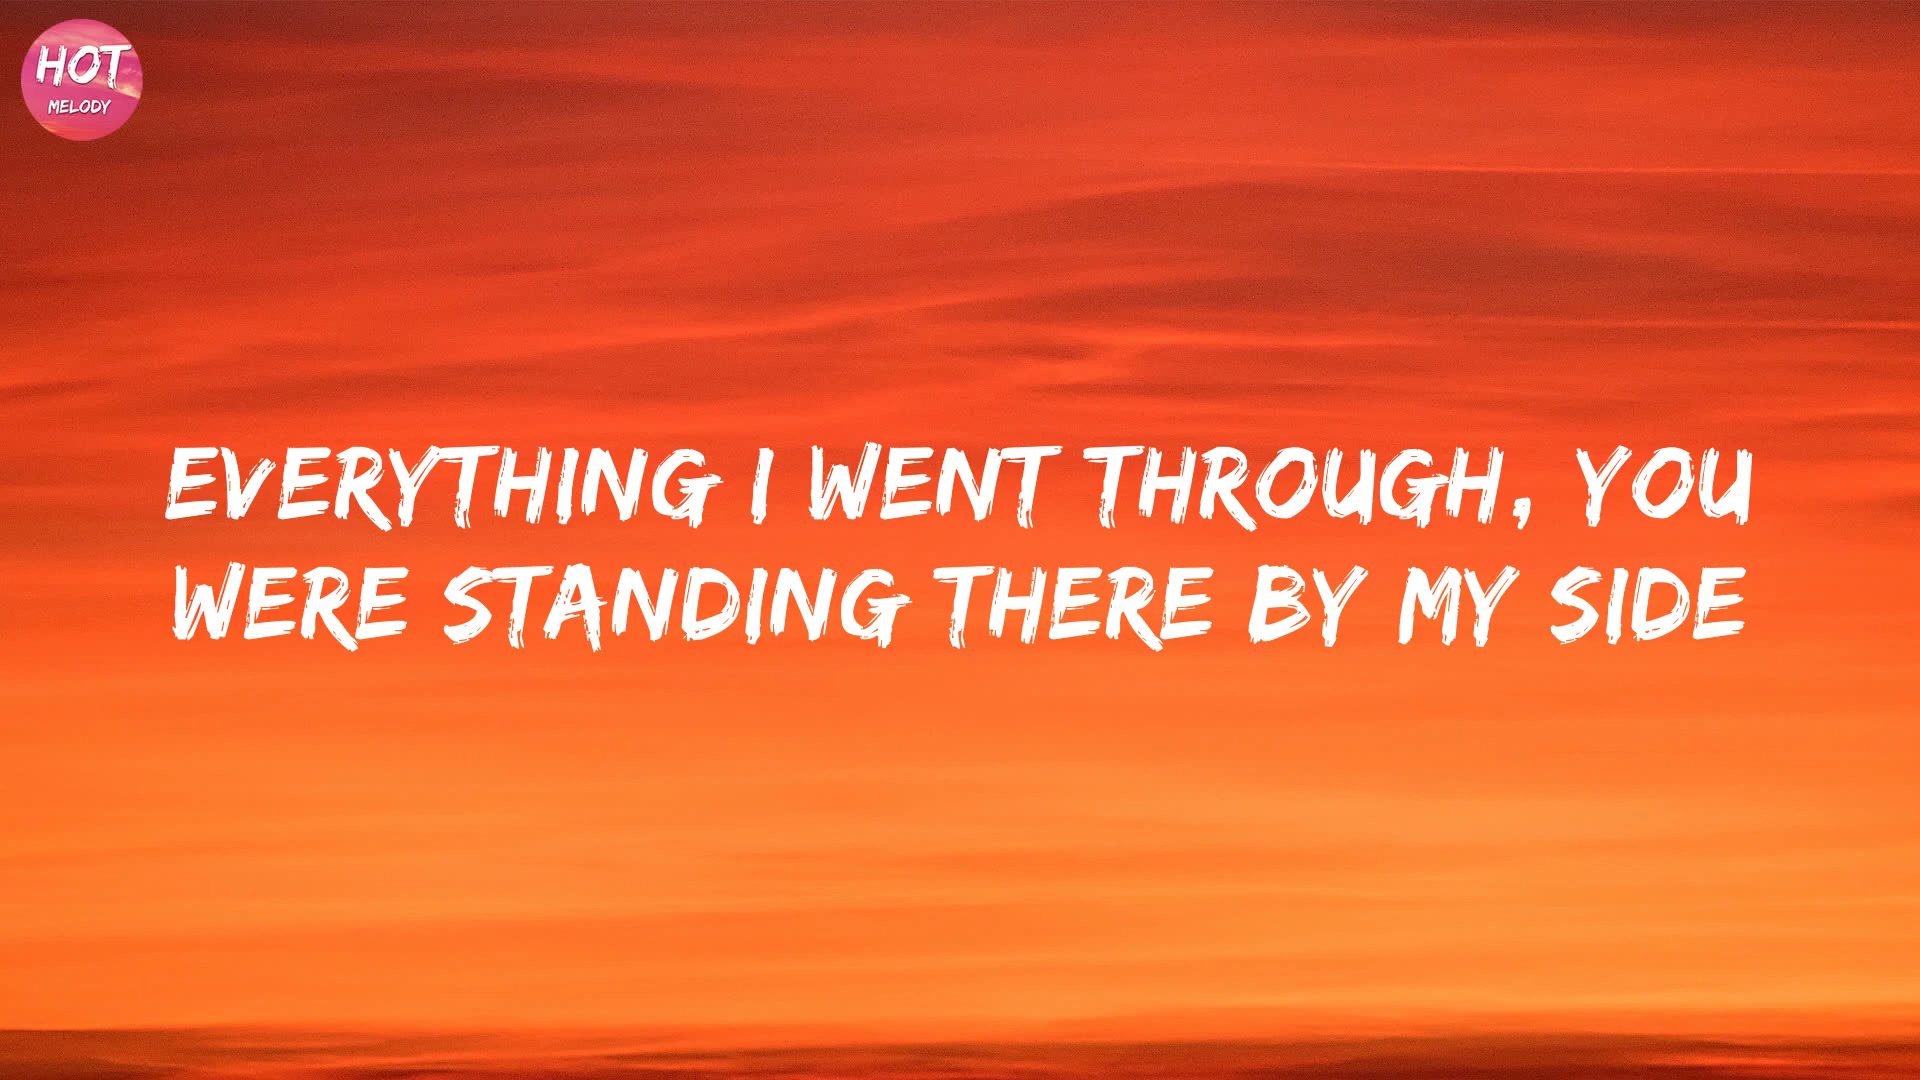 HOT
MELODY
EVERYTHING I WENT THROUGH, YOU
WERE STANDING THERE BY MY SIDE